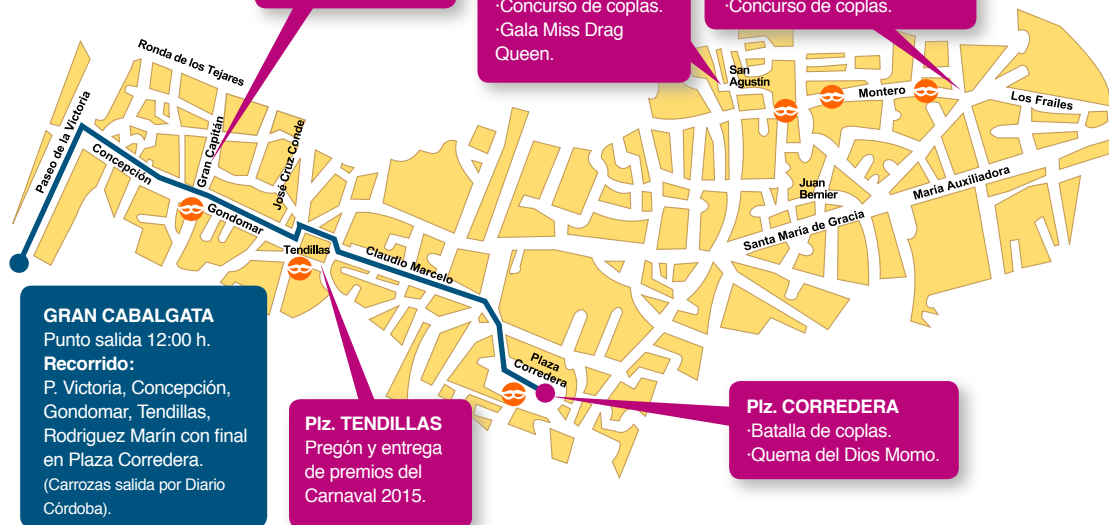 ·Concurso de coplas.
·Gala Miss Drag
Queen.
·Concurso de coplas.
Ronda de los Tejares
Paseo de la Victoria
Concepción
Gran Capitán
Gondomar
José Cruz Conde
Tendillas
Claudio Marcelo
Plaza
Corredera
San
Agustín
Montero
Los Frailes
Juan
Bernier
María Auxiliadora
Santa María de Gracia
GRAN CABALGATA
Punto salida 12:00 h.
Recorrido:
P. Victoria, Concepción,
Gondomar, Tendillas,
Rodriguez Marín con final
en Plaza Corredera.
(Carrozas salida por Diario
Córdoba).
Plz. TENDILLAS
Pregón y entrega
de premios del
Carnaval 2015.
Plz. CORREDERA
·Batalla de coplas.
·Quema del Dios Momo.